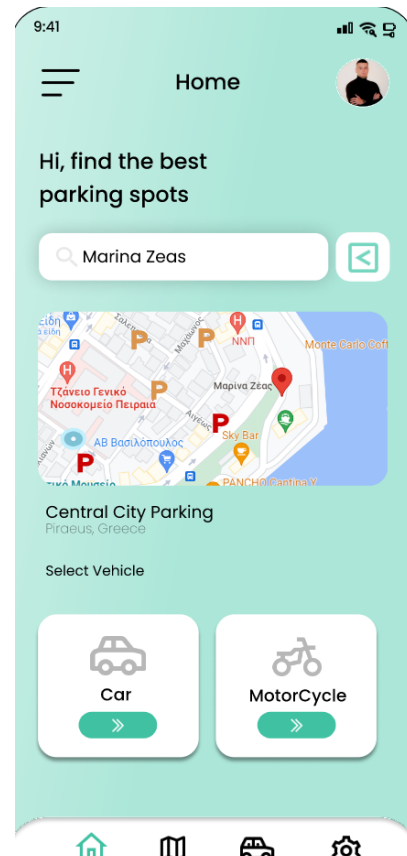 9:41
Home
Hi, find the best
parking spots
Marina Zeas
P
P
H
H
ΝΝΠ
Monte Carlo Coff
Τζάνειο Γενικό
Νοσοκομείο Πειραιά
P
Μαρίνα Ζέας
P
Sky Bar
ΑΒ Βασιλόπουλος
P
PANCHO Cantina Y
Central City Parking
Piraeus, Greece
Select Vehicle
Car
MotorCycle